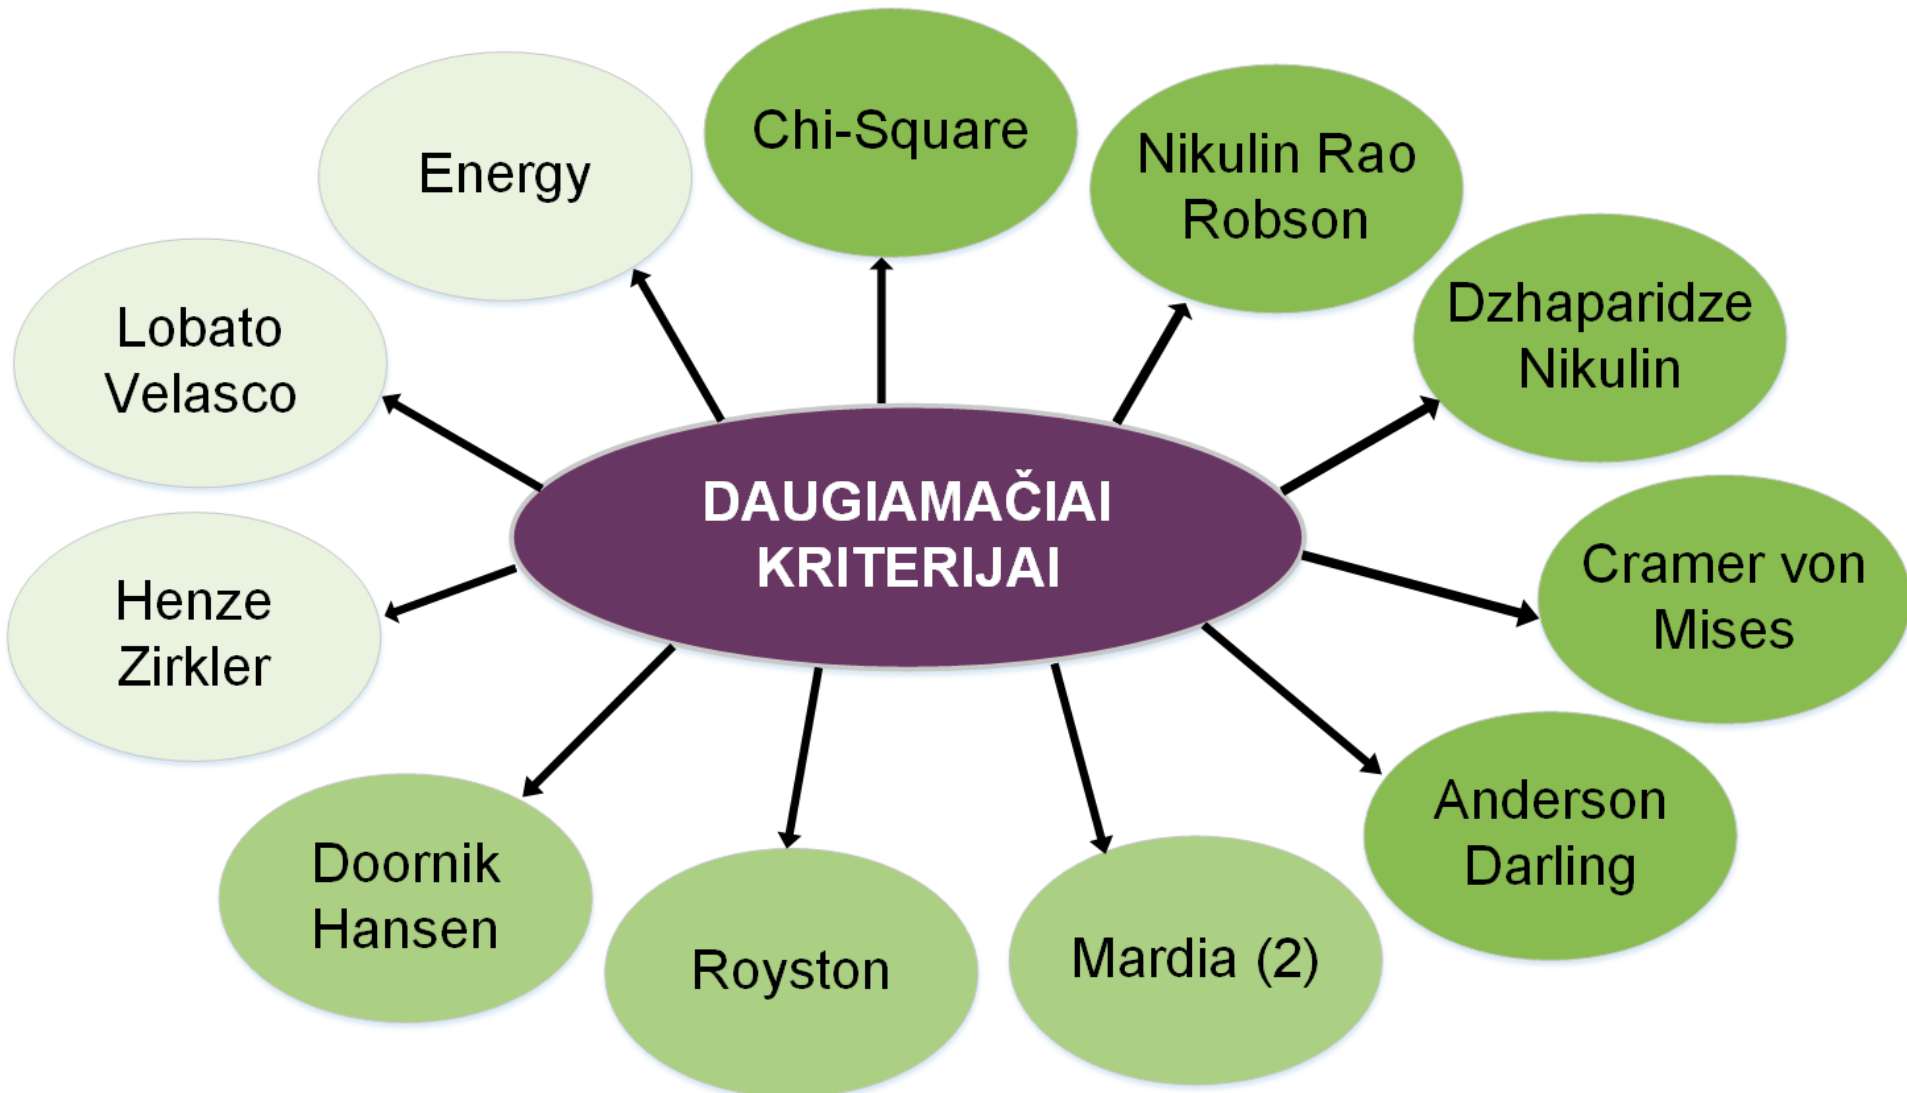 Chi-Square
Nikulin Rao
Robson
Dzhaparidze
Nikulin
Cramer von
Mises
Anderson
Darling
Mardia (2)
Royston
Doornik
Hansen
Henze
Zirkler
Lobato
Velasco
Energy
DAUGIAMAČIAI
KRITERIJAI